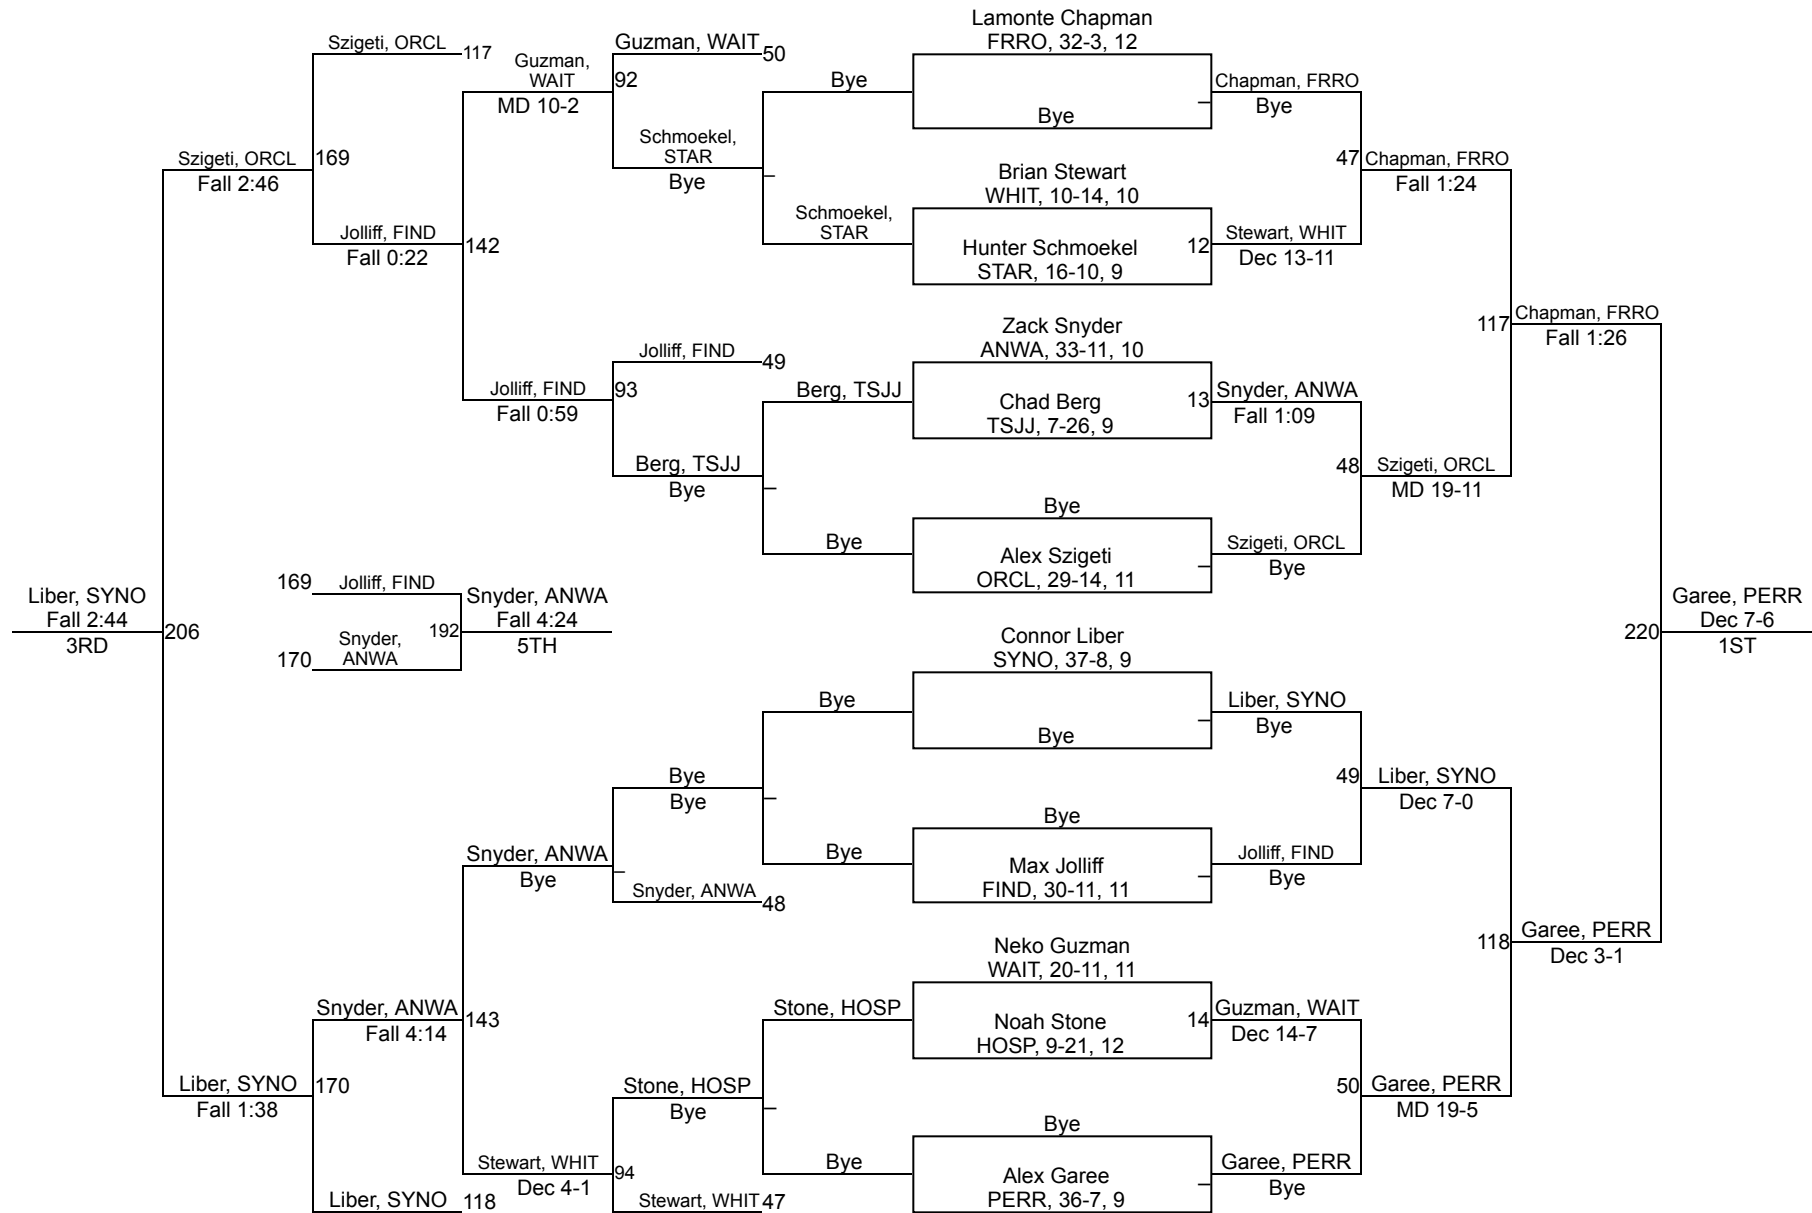 Lamonte Chapman
FRRO, 32-3, 12
Bye
Brian Stewart
WHIT, 10-14, 10
Hunter Schmoekel
STAR, 16-10, 9
12
Zack Snyder
ANWA, 33-11, 10
Chad Berg
TSJJ, 7-26, 9
13
Bye
Alex Szigeti
ORCL, 29-14, 11
Connor Liber
SYNO, 37-8, 9
Bye
Bye
Max Jolliff
FIND, 30-11, 11
Neko Guzman
WAIT, 20-11, 11
Noah Stone
HOSP, 9-21, 12
14
Bye
Alex Garee
PERR, 36-7, 9
Chapman, FRRO
Bye
47
Stewart, WHIT
Dec 13-11
Snyder, ANWA
Fall 1:09
48
Szigeti, ORCL
Bye
Liber, SYNO
Bye
49
Jolliff, FIND
Bye
Guzman, WAIT
Dec 14-7
50
Garee, PERR
Bye
Chapman, FRRO
Fall 1:24
117
Szigeti, ORCL
MD 19-11
Liber, SYNO
Dec 7-0
118
Garee, PERR
MD 19-5
Chapman, FRRO
Fall 1:26
220
Garee, PERR
Dec 3-1
Garee, PERR
Dec 7-6
1ST
Bye
Schmoekel,
STAR
Berg, TSJJ
Bye
Bye
Bye
Stone, HOSP
Bye
Guzman, WAIT
50
92
Schmoekel,
STAR
Bye
Jolliff, FIND
49
93
Berg, TSJJ
Bye
Bye
Bye
Snyder, ANWA
48
Stone, HOSP
Bye
94
Stewart, WHIT
47
Guzman,
WAIT
MD 10-2
142
Jolliff, FIND
Fall 0:59
Snyder, ANWA
Bye
143
Stewart, WHIT
Dec 4-1
Szigeti, ORCL
117
169
Jolliff, FIND
Fall 0:22
Snyder, ANWA
Fall 4:14
170
Liber, SYNO
118
Szigeti, ORCL
Fall 2:46
206
Liber, SYNO
Fall 1:38
Liber, SYNO
Fall 2:44
3RD
169
Jolliff, FIND
192
170
Snyder,
ANWA
Snyder, ANWA
Fall 4:24
5TH